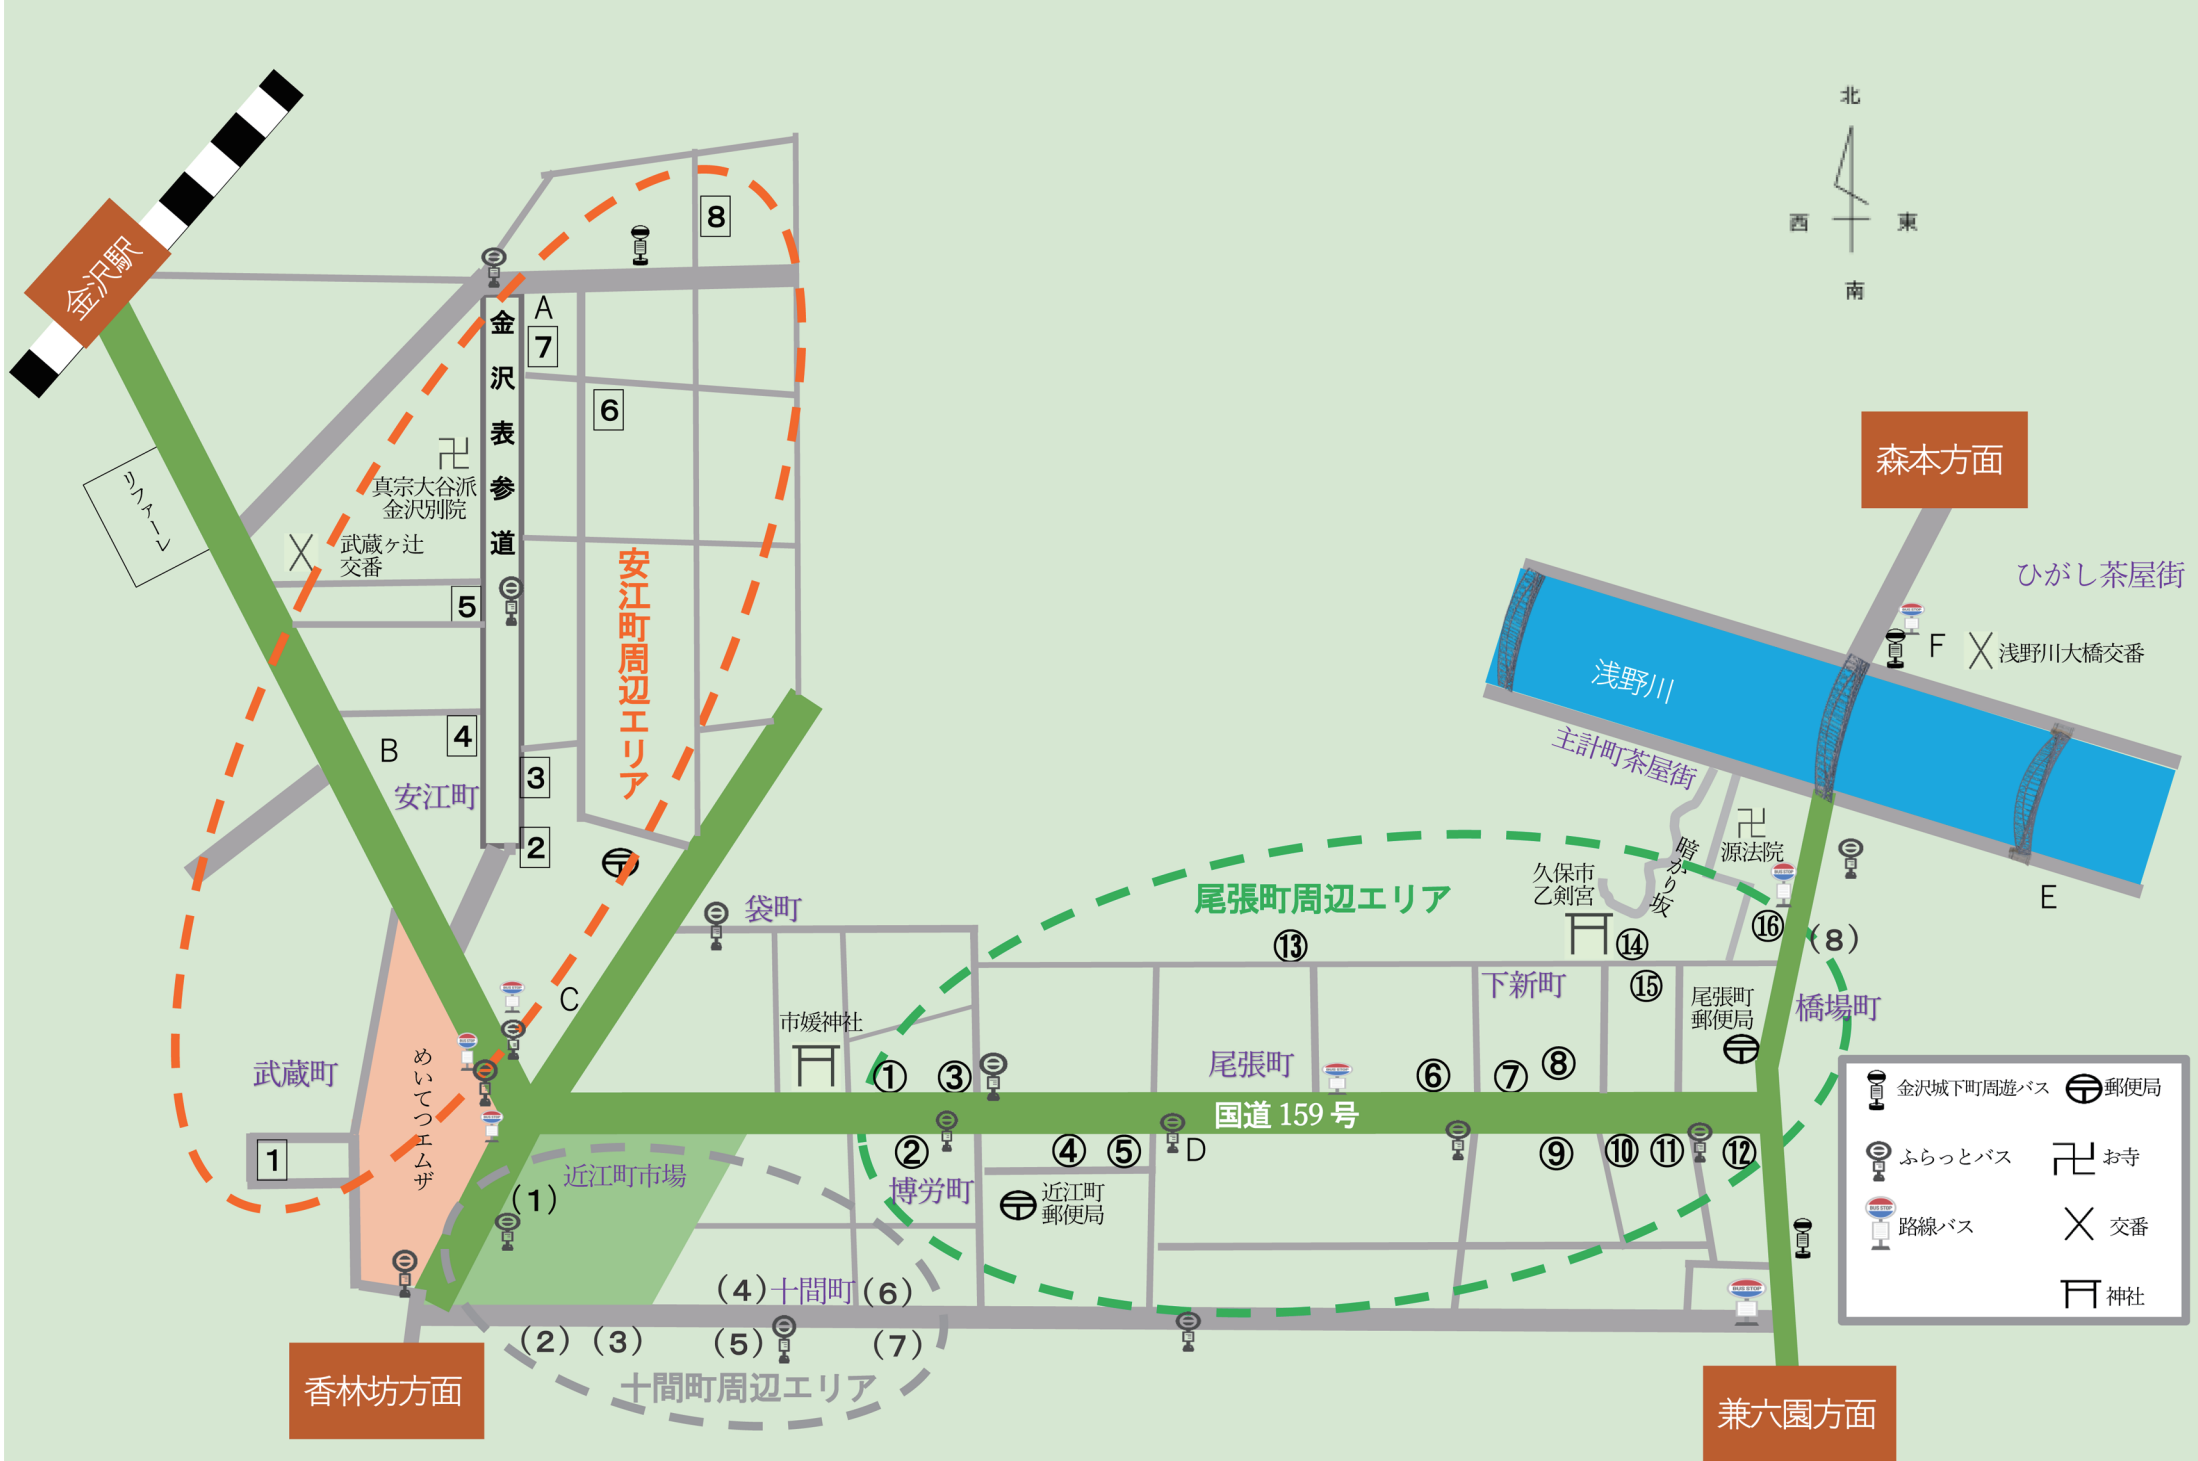 北
西
東
南
金沢駅
8
A
金沢表参道
7
6
リファーレ
真宗大谷派
金沢別院
武蔵ヶ辻
交番
5
安江町周辺エリア
4
B
安江町
3
2
森本方面
ひがし茶屋街
F
浅野川大橋交番
浅野川
主計町茶屋街
源法院
暗がり坂
久保市
乙剣宮
E
尾張町周辺エリア
袋町
⑬
⑭
⑯
(8)
下新町
⑮
尾張町
郵便局
橋場町
C
市媛神社
武蔵町
めいてつエムザ
①
③
尾張町
⑥
⑦
⑧
国道 159 号
1
近江町市場
(1)
②
④
⑤
D
⑨
⑩
⑪
⑫
博労町
近江町
郵便局
(4)
十間町
(6)
(2)
(3)
(5)
(7)
十間町周辺エリア
香林坊方面
兼六園方面
金沢城下町周遊バス
郵便局
ふらっとバス
お寺
BUS STOP
路線バス
交番
神社